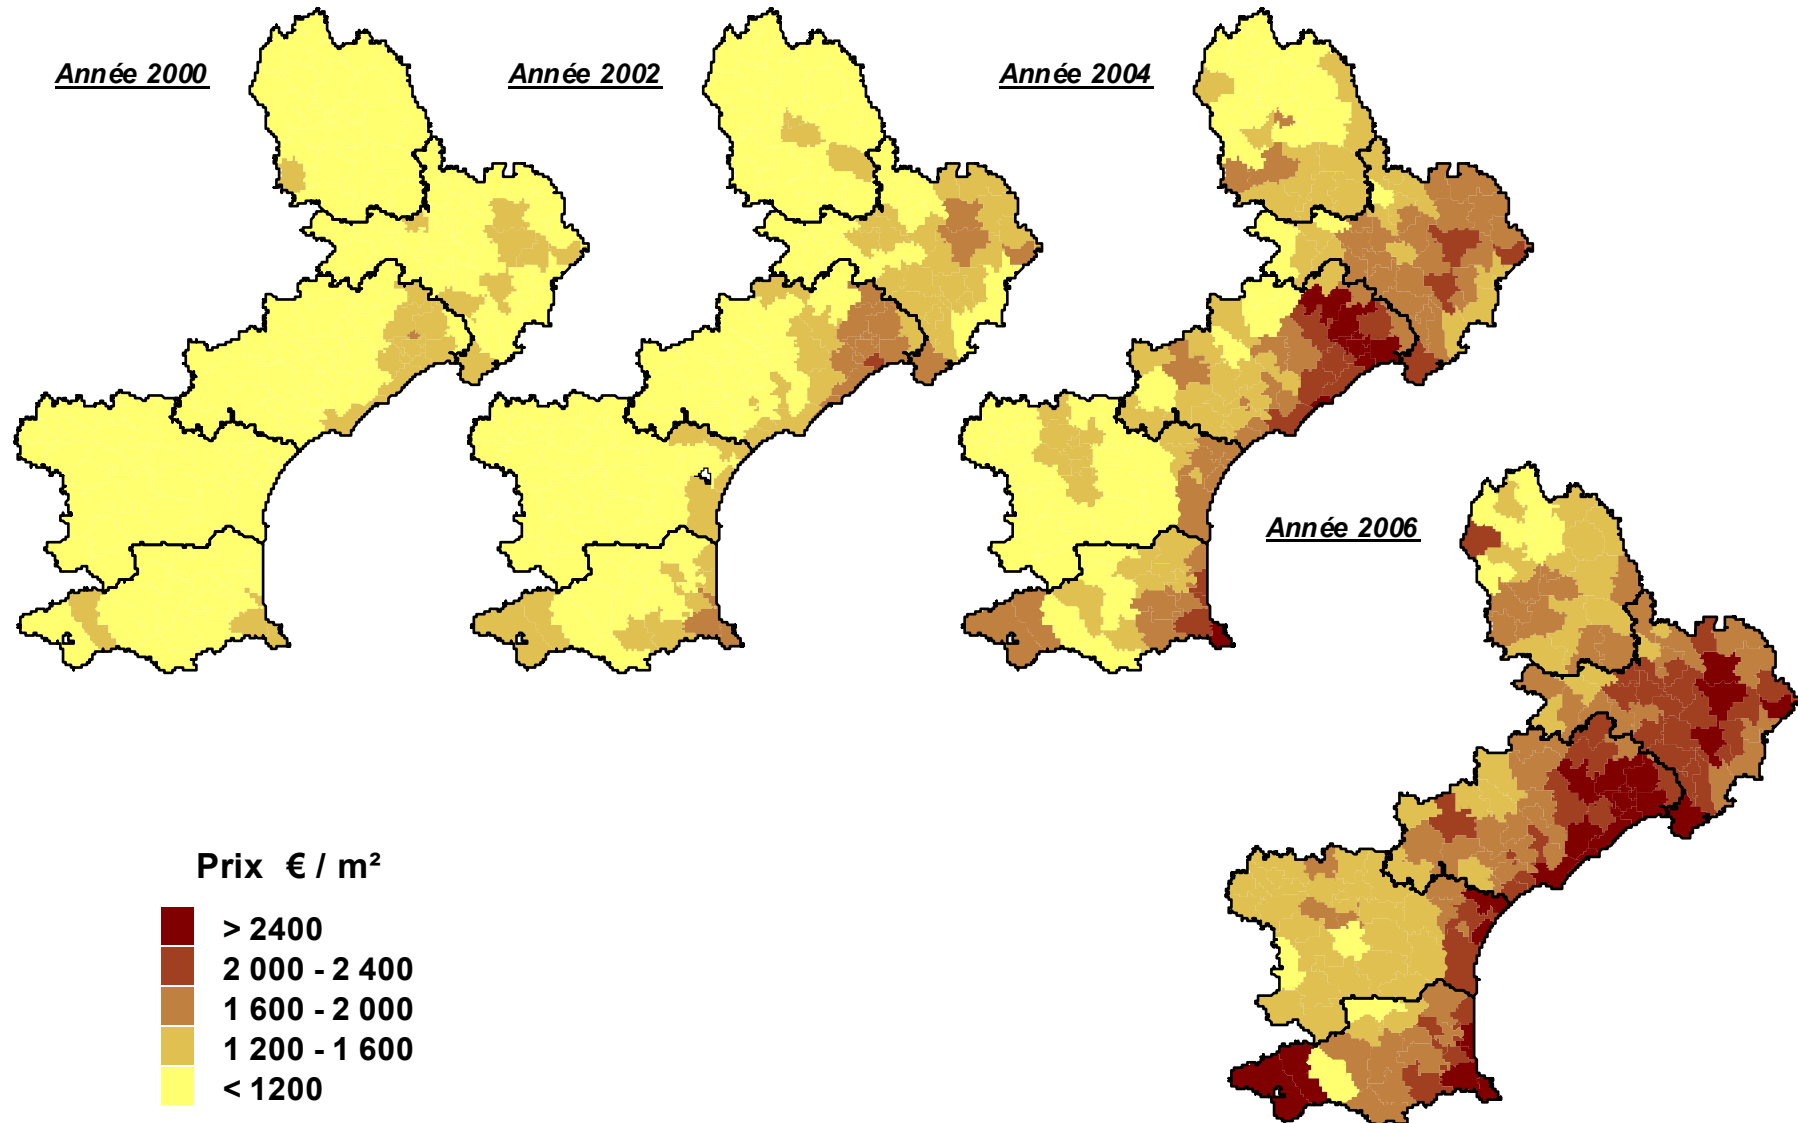 Année 2000
Année 2002
Année 2004
Année 2006
Prix € / m²
> 2400
2 000 - 2 400
1 600 - 2 000
1 200 - 1 600
< 1200